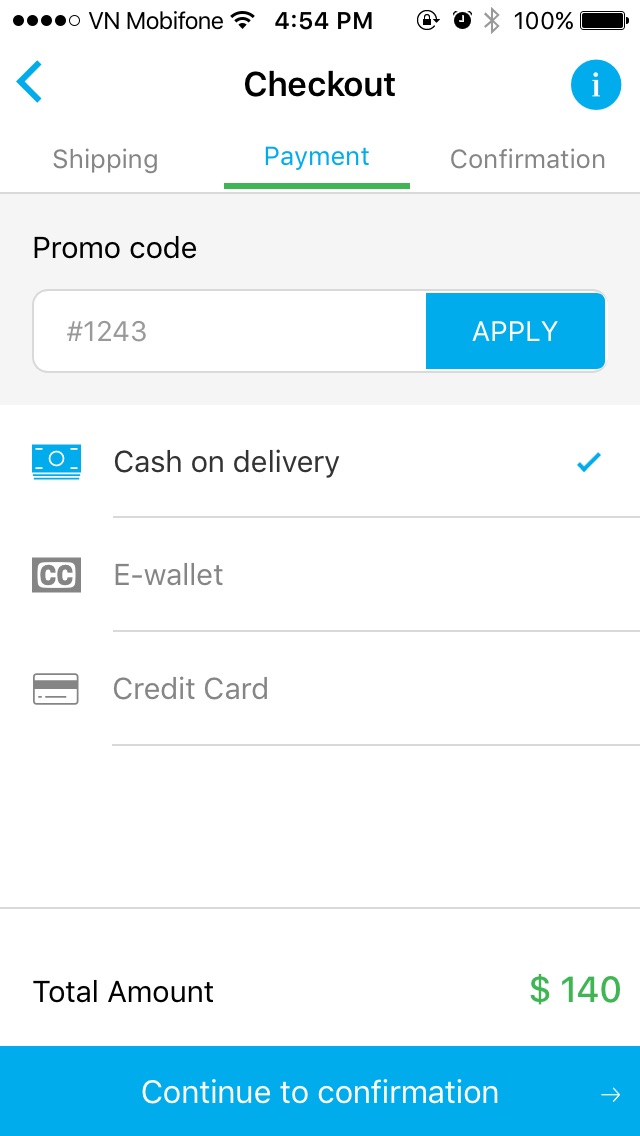 VN Mobifone 4:54 PM 100%
Checkout i
Shipping Payment Confirmation
Promo code
#1243 APPLY
Cash on delivery
CC E-wallet
Credit Card
Total Amount $ 140
Continue to confirmation →